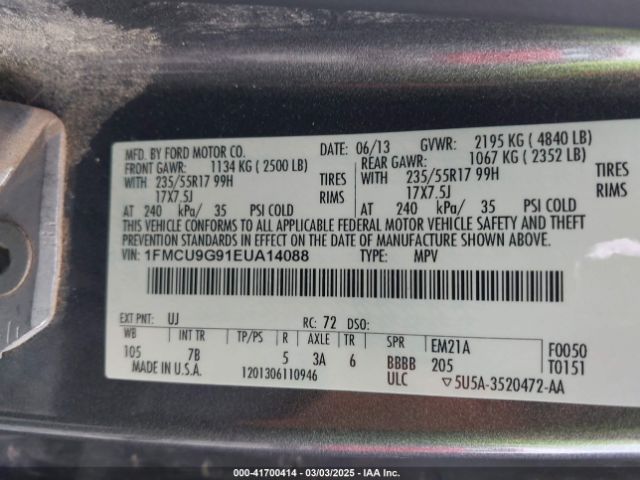 MFD. BY FORD MOTOR CO.
DATE: 06/13 GVWR: 2195 KG ( 4840 LB)
FRONT GAWR: 1134 KG ( 2500 LB) REAR GAWR: 1067 KG ( 2352 LB)
WITH 235/55R17 99H TIRES WITH 235/55R17 99H TIRES
17X7.5J RIMS 17X7.5J RIMS
AT 240 kPa/ 35 PSI COLD AT 240 kPa/ 35 PSI COLD
THIS VEHICLE CONFORMS TO ALL APPLICABLE FEDERAL MOTOR VEHICLE SAFETY AND THEFT
PREVENTION STANDARDS IN EFFECT ON THE DATE OF MANUFACTURE SHOWN ABOVE.
VIN: 1FMCU9G91EUA14088 TYPE: MPV
EXT PNT: UJ RC: 72 DSO:
WB INT TR TP/PS R AXLE TR SPR EM21A F0050
105 7B 5 3A 6 BBBB 205 T0151
MADE IN U.S.A. 1201306110946 ULC ▽5U5A-3520472-AA
000-41700414 — 03/03/2025 — IAA Inc.